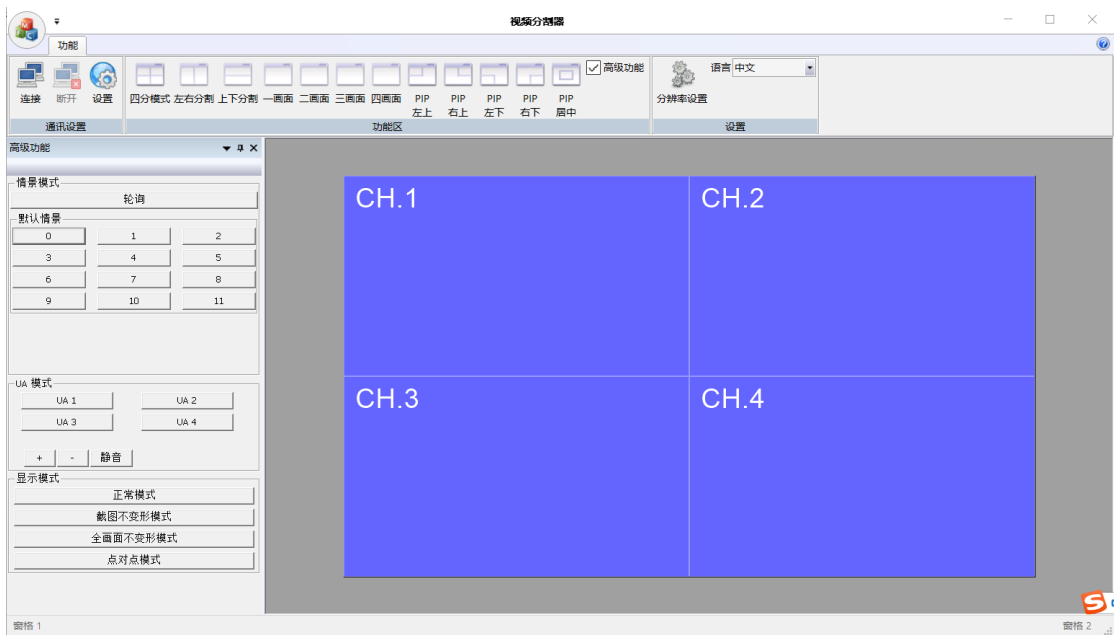 视频分割器
功能
连接 断开 设置 四分模式 左右分割 上下分割 一画面 二画面 三画面 四画面 PIP 左上 PIP 右上 PIP 左下 PIP 右下 PIP 居中 高级功能 分辨率设置 语言 中文
通讯设置 功能区 设置
高级功能
情景模式
轮询
默认情景
0 1 2
3 4 5
6 7 8
9 10 11
UA 模式
UA 1 UA 2
UA 3 UA 4
+ - 静音
显示模式
正常模式
截图不变形模式
全画面不变形模式
点对点模式
CH.1 CH.2
CH.3 CH.4
窗格 1 窗格 2